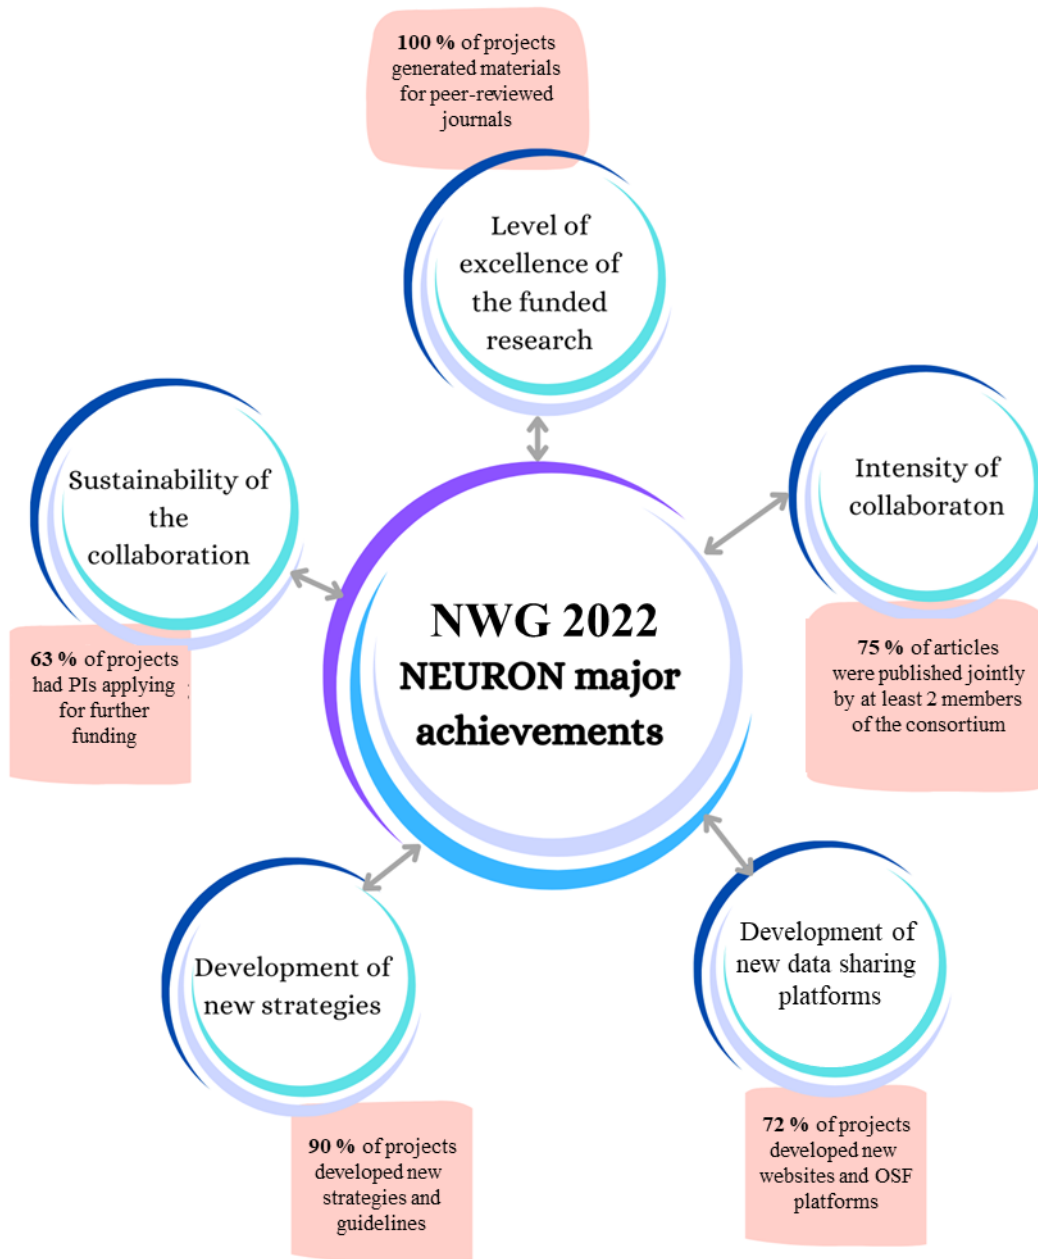 100 % of projects
generated materials
for peer-reviewed
journals
Level of
excellence of
the funded
research
Sustainability of
the
collaboration
63 % of projects
had PIs applying
for further
funding
Intensity of
collaboraton
75 % of articles
were published jointly
by at least 2 members
of the consortium
NWG 2022
NEURON major
achievements
Development of
new strategies
90 % of projects
developed new
strategies and
guidelines
Development of
new data sharing
platforms
72 % of projects
developed new
websites and OSF
platforms